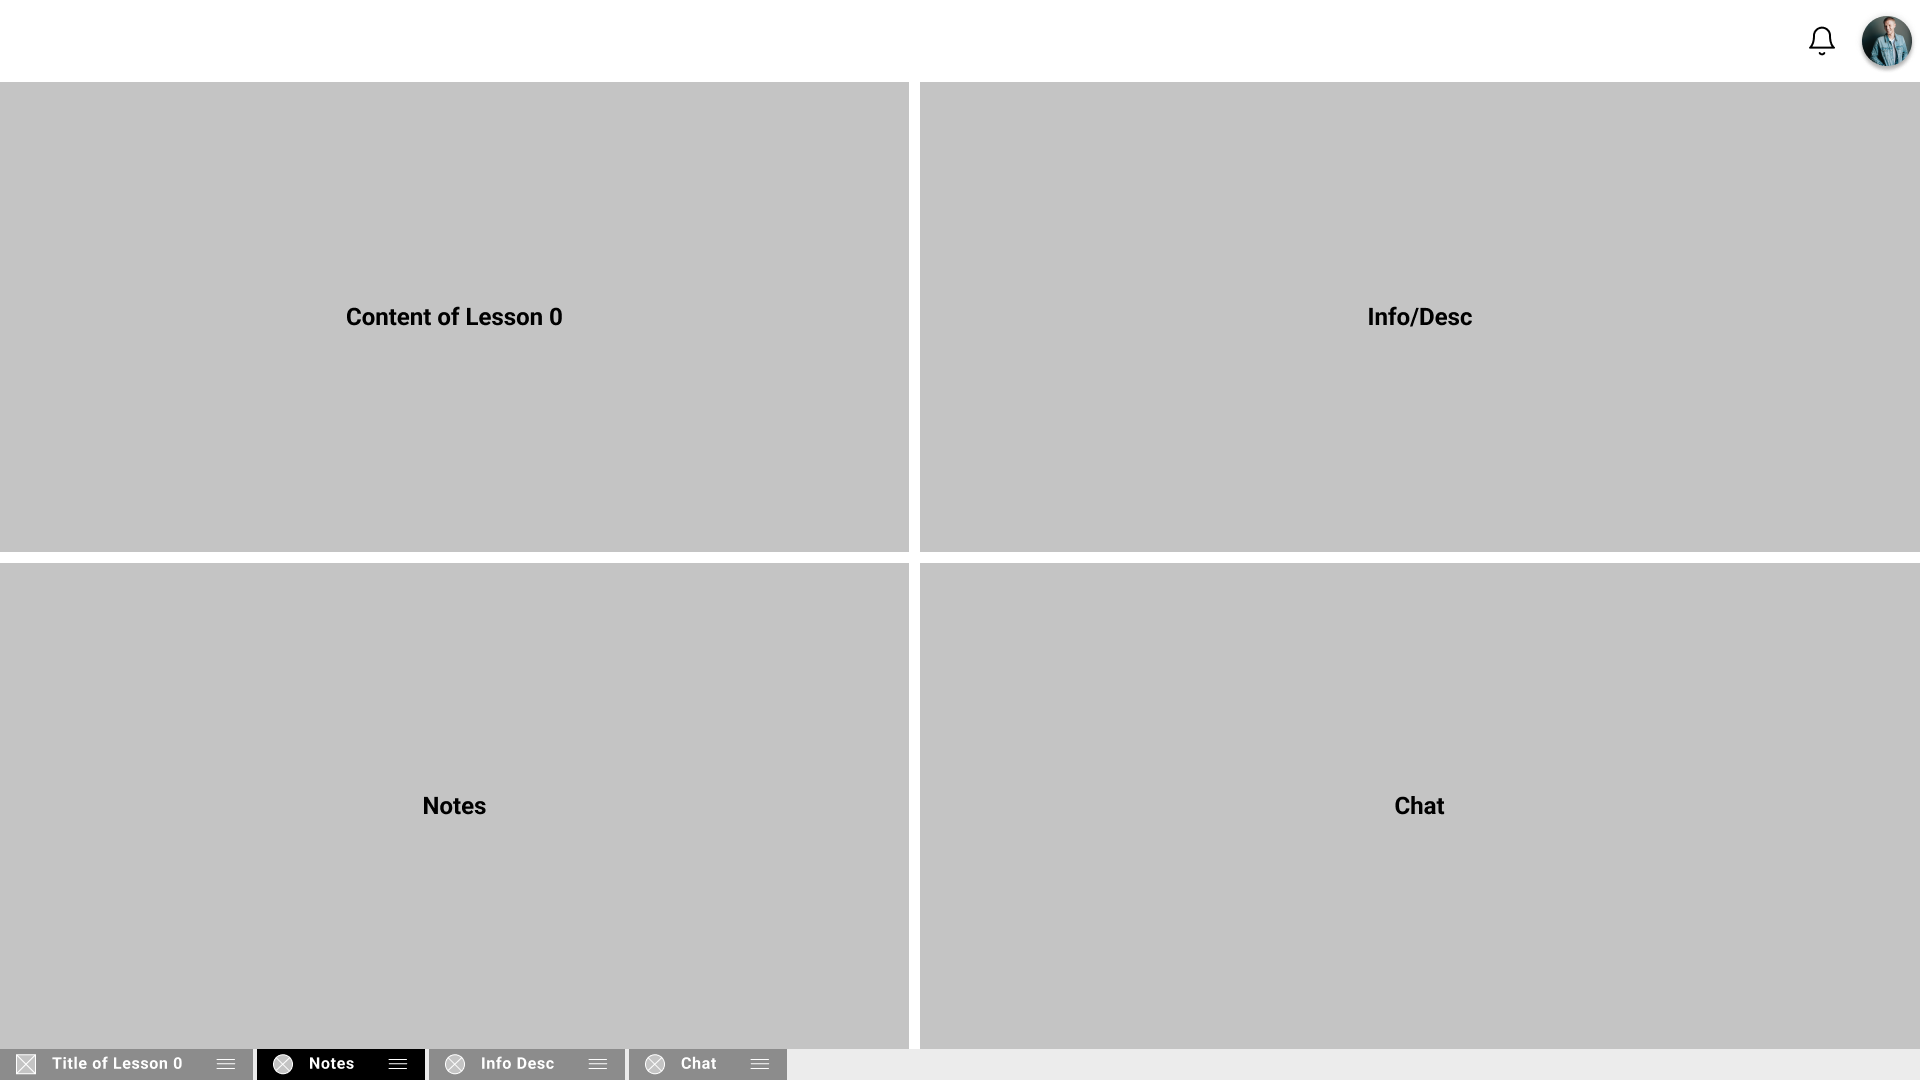 Content of Lesson 0
Info/Desc
Notes
Chat
Title of Lesson 0
Notes
Info Desc
Chat